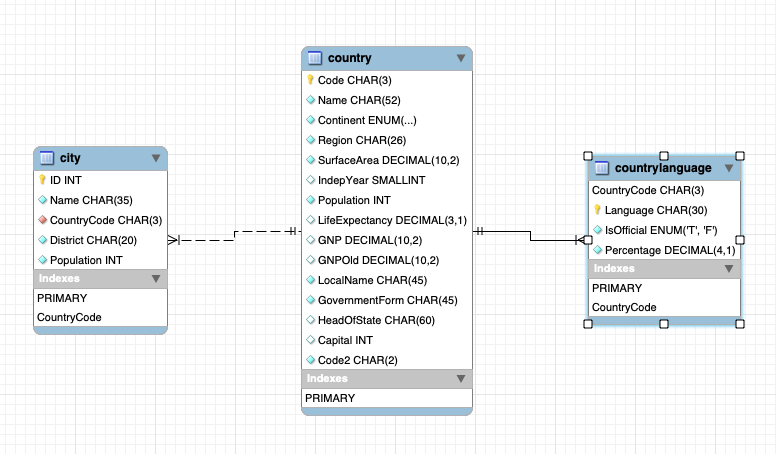 city
ID INT
Name CHAR(35)
CountryCode CHAR(3)
District CHAR(20)
Population INT
Indexes
PRIMARY
CountryCode
country
Code CHAR(3)
Name CHAR(52)
Continent ENUM(...)
Region CHAR(26)
SurfaceArea DECIMAL(10,2)
IndepYear SMALLINT
Population INT
LifeExpectancy DECIMAL(3,1)
GNP DECIMAL(10,2)
GNPOld DECIMAL(10,2)
LocalName CHAR(45)
GovernmentForm CHAR(45)
HeadOfState CHAR(60)
Capital INT
Code2 CHAR(2)
Indexes
PRIMARY
countrylanguage
CountryCode CHAR(3)
Language CHAR(30)
IsOfficial ENUM('T', 'F')
Percentage DECIMAL(4,1)
Indexes
PRIMARY
CountryCode